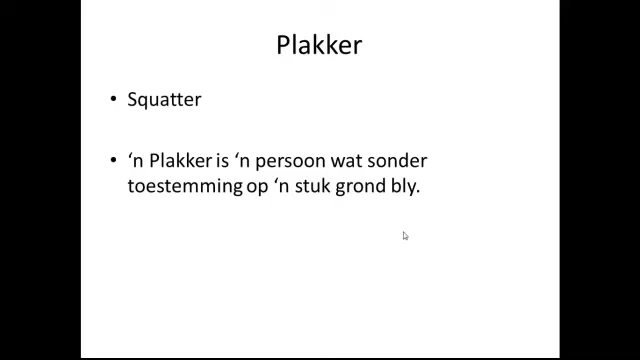 Plakker
• Squatter
• ‘n Plakker is ‘n persoon wat sonder
toestemming op ‘n stuk grond bly.